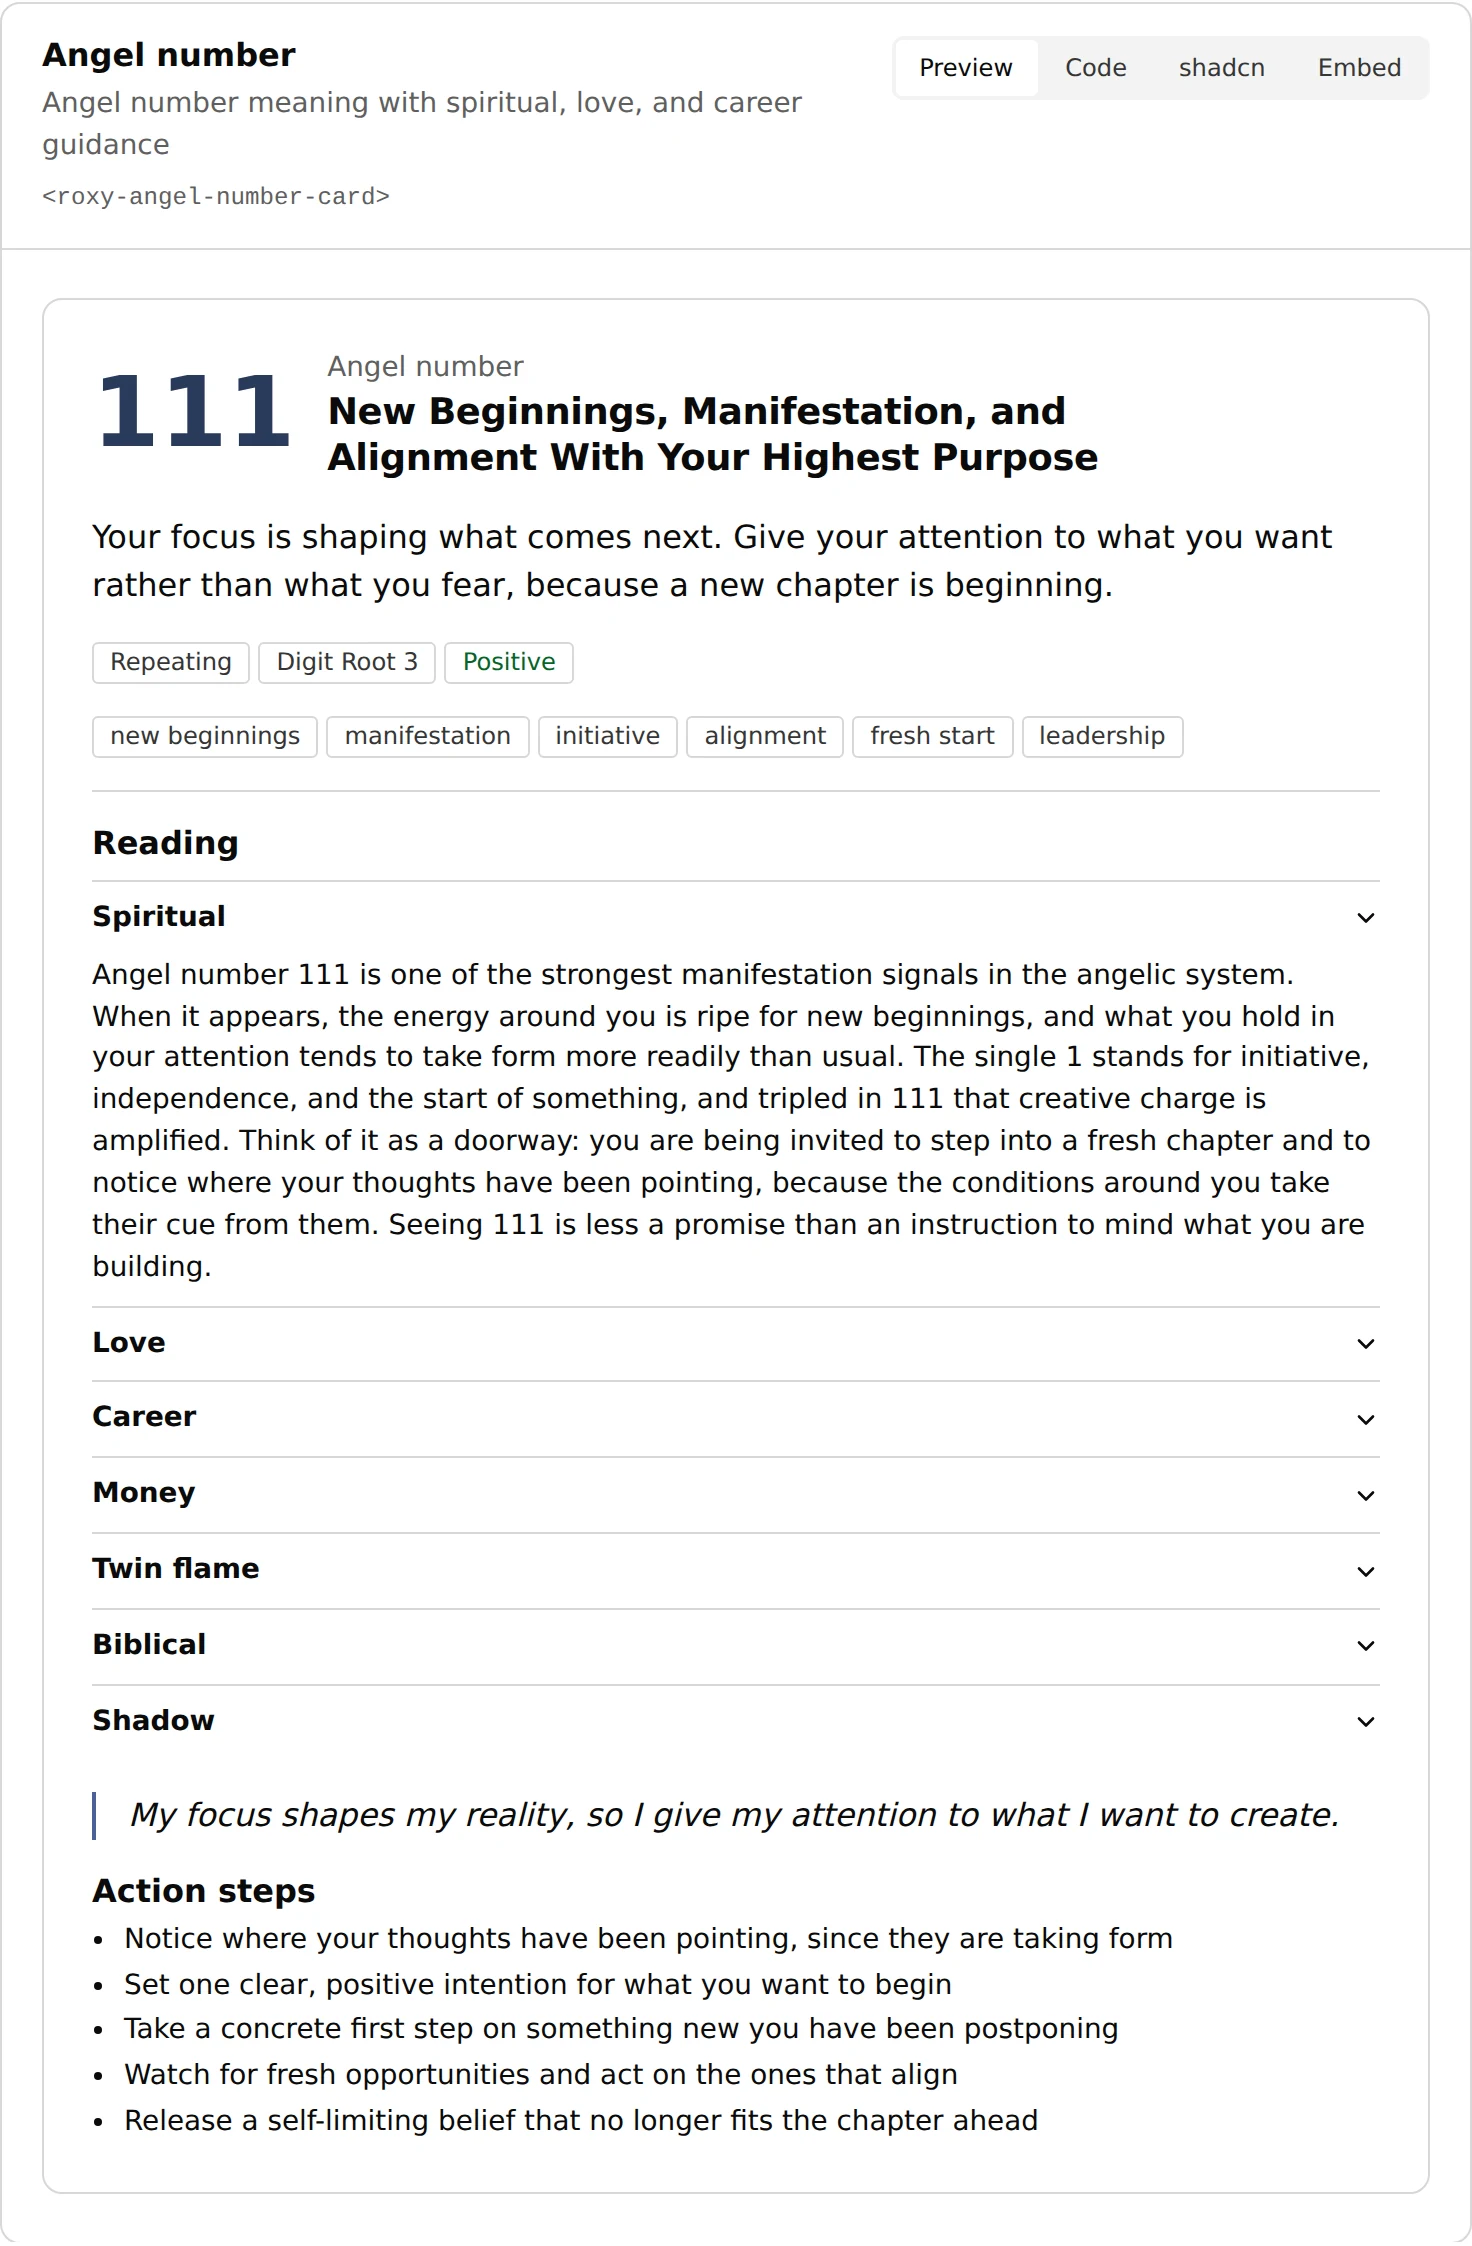 Angel number
Angel number meaning with spiritual, love, and career
guidance
<roxy-angel-number-card>
Preview Code shadcn Embed
111
Angel number
New Beginnings, Manifestation, and
Alignment With Your Highest Purpose
Your focus is shaping what comes next. Give your attention to what you want
rather than what you fear, because a new chapter is beginning.
Repeating Digit Root 3 Positive
new beginnings manifestation initiative alignment fresh start leadership
Reading
Spiritual
Angel number 111 is one of the strongest manifestation signals in the angelic system.
When it appears, the energy around you is ripe for new beginnings, and what you hold in
your attention tends to take form more readily than usual. The single 1 stands for initiative,
independence, and the start of something, and tripled in 111 that creative charge is
amplified. Think of it as a doorway: you are being invited to step into a fresh chapter and to
notice where your thoughts have been pointing, because the conditions around you take
their cue from them. Seeing 111 is less a promise than an instruction to mind what you are
building.
Love
Career
Money
Twin flame
Biblical
Shadow
My focus shapes my reality, so I give my attention to what I want to create.
Action steps
• Notice where your thoughts have been pointing, since they are taking form
• Set one clear, positive intention for what you want to begin
• Take a concrete first step on something new you have been postponing
• Watch for fresh opportunities and act on the ones that align
• Release a self-limiting belief that no longer fits the chapter ahead